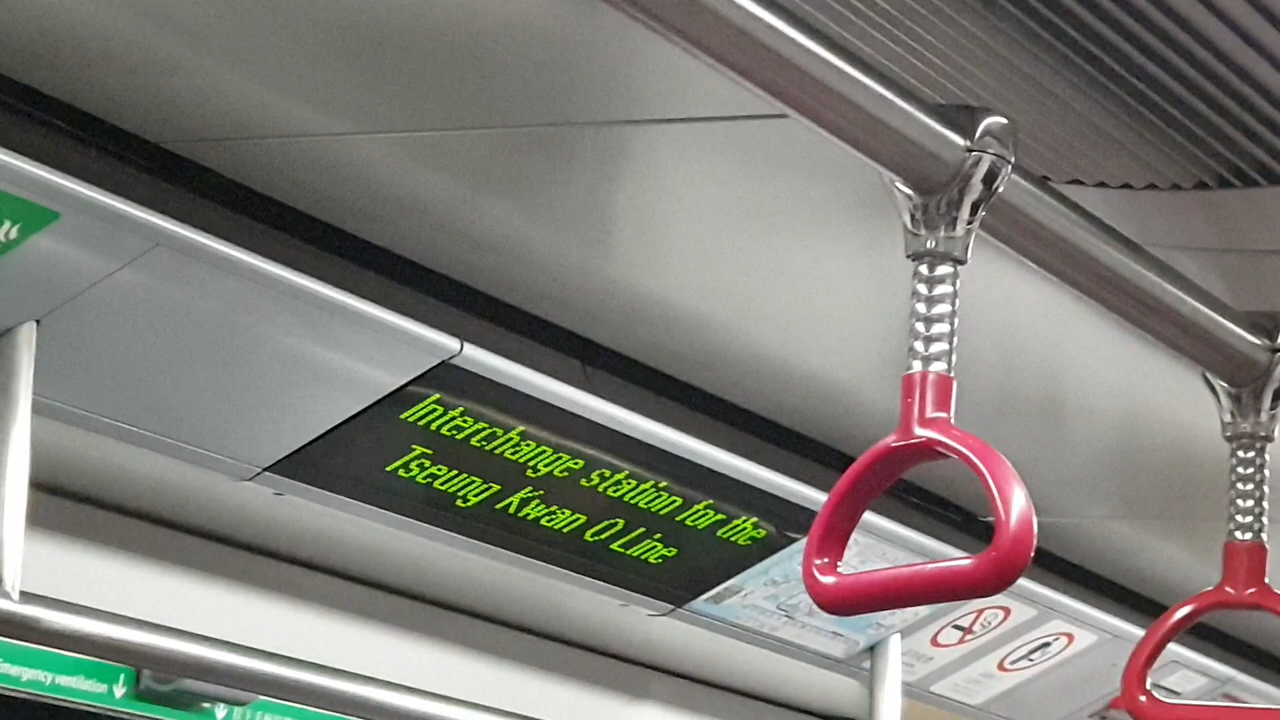 Interchange station for the
Tseung Kwan O Line
Emergency ventilation